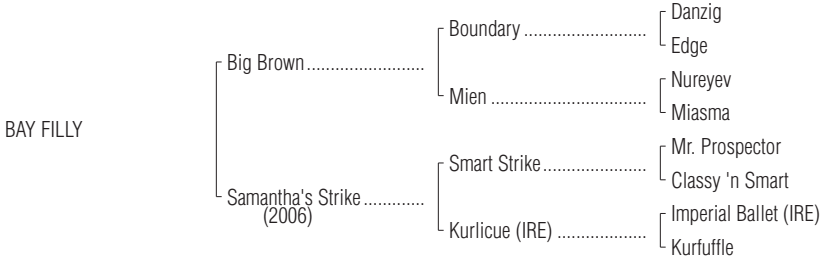 Danzig
Boundary ..........................
Edge
Big Brown.........................
Nureyev
Mien .................................
Miasma
BAY FILLY
Mr. Prospector
Smart Strike......................
Classy 'n Smart
Samantha's Strike.............
(2006)
Imperial Ballet (IRE)
Kurlicue (IRE) ...................
Kurfuffle